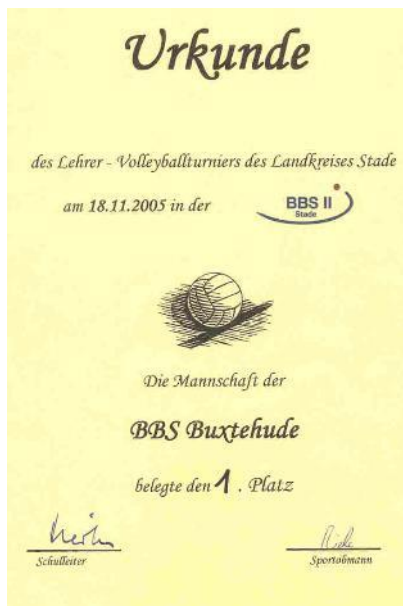 Urkunde
des Lehrer - Volleyballturniers des Landkreises Stade
am 18.11.2005 in der
BBS II
Stade
Die Mannschaft der
BBS Buxtehude
belegte den 1. Platz
Schulleiter
Sportobmann